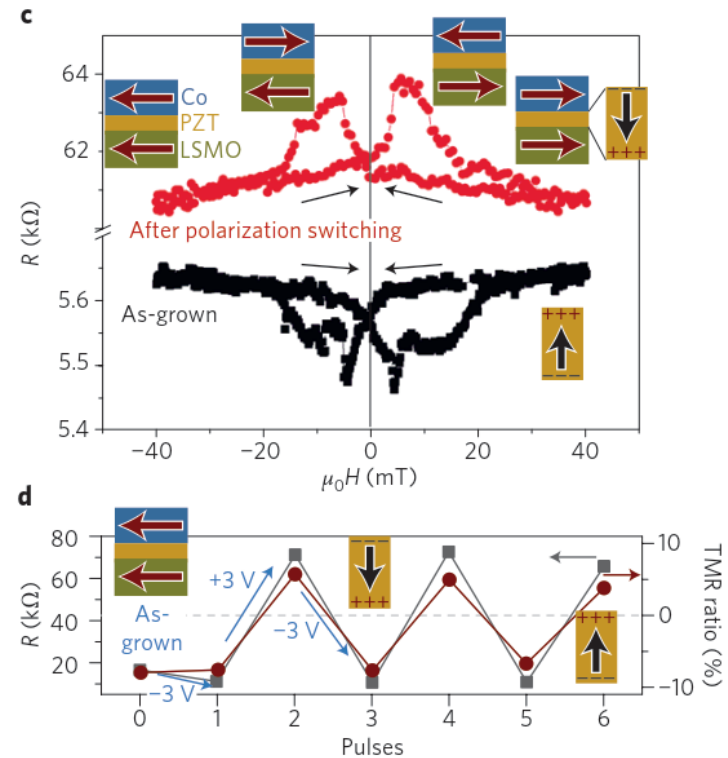 c
64
62
R (kΩ)
5.6
5.5
5.4
Co
PZT
LSMO
– – –
+++
After polarization switching
As-grown
+++
– – –
−40 −20 0 20 40
μ₀H (mT)
d
80
60
40
20
R (kΩ)
10
0
−10
TMR ratio (%)
As-
grown
−3 V
+3 V
−3 V
– – –
+++
+++
– – –
0 1 2 3 4 5 6
Pulses